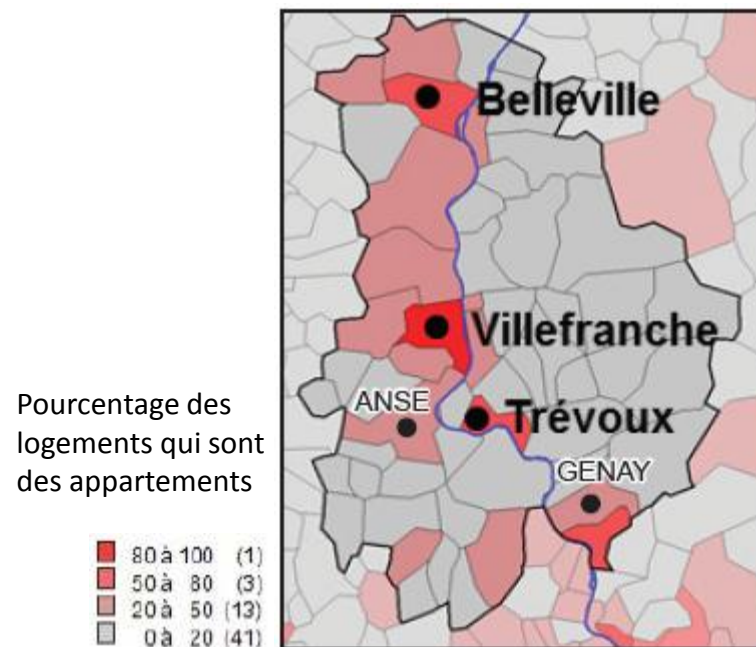 Belleville
Villefranche
ANSE
Trévoux
GENAY
Pourcentage des
logements qui sont
des appartements
80 à 100 (1)
50 à 80 (3)
20 à 50 (13)
0 à 20 (41)